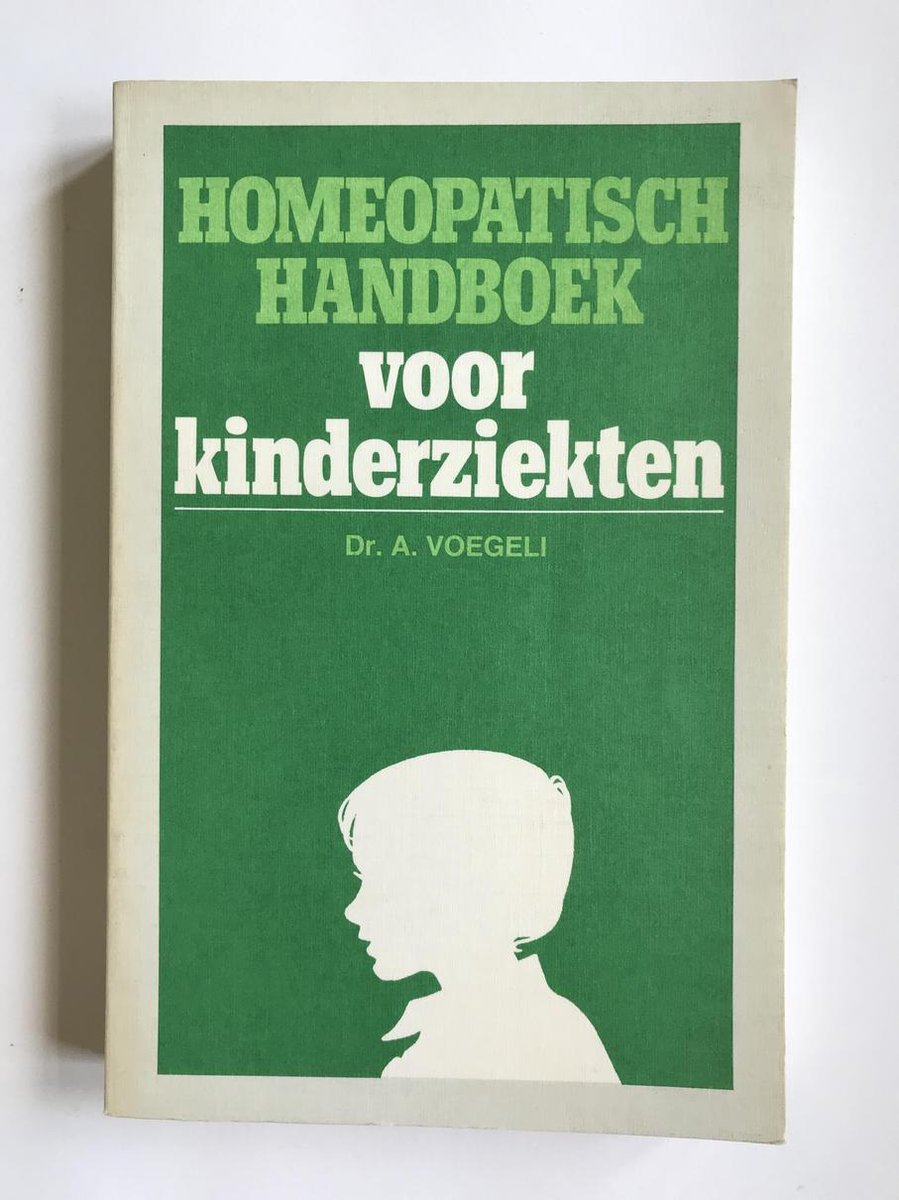 HOMEOPATISCH
HANDBOEK
voor
kinderziekten
Dr. A. VOEGELI